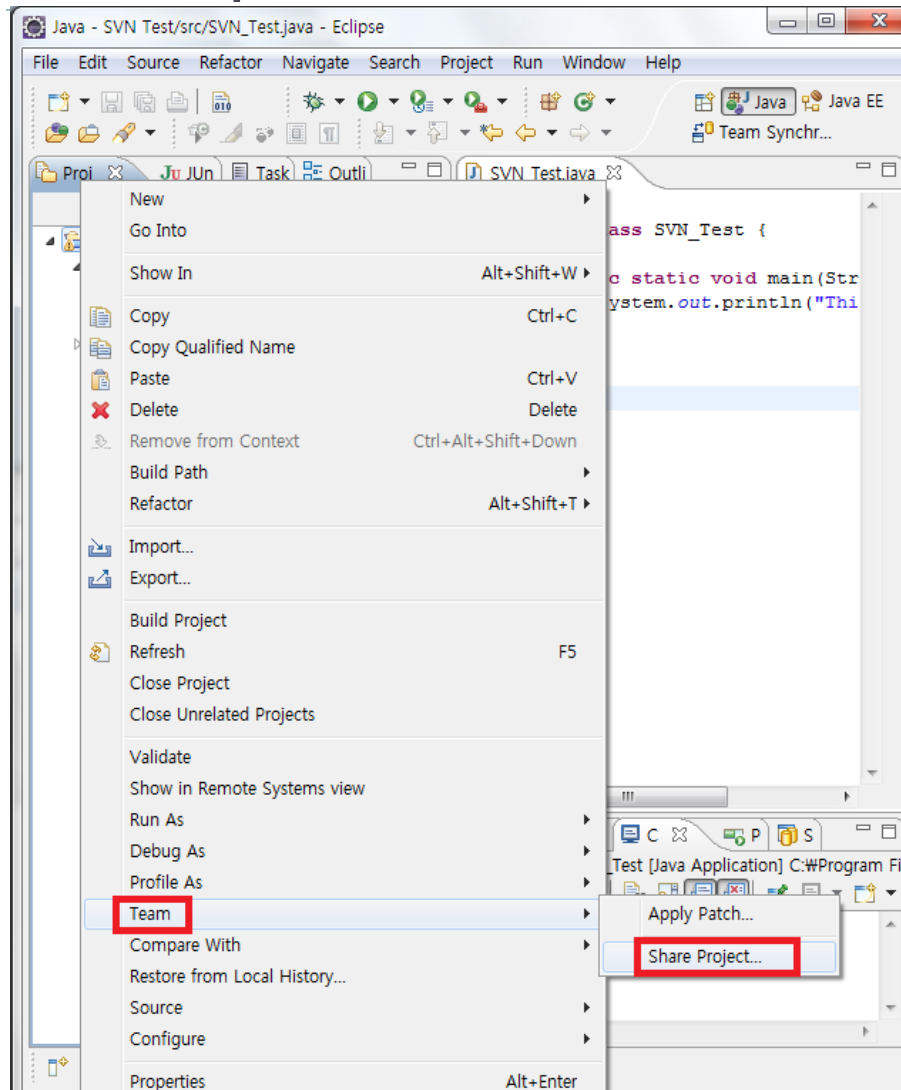 Java - SVN Test/src/SVN_Test.java - Eclipse
File Edit Source Refactor Navigate Search Project Run Window Help
Java Java EE
Team Synchr...
Proj JUn Task Outli SVN_Test.java
New
ass SVN_Test {
Go Into
Show In Alt+Shift+W
c static void main(Str
ystem.out.println("Thi
Copy Ctrl+C
Copy Qualified Name
Paste Ctrl+V
Delete Delete
Remove from Context Ctrl+Alt+Shift+Down
Build Path
Refactor Alt+Shift+T
Import...
Export...
Build Project
Refresh F5
Close Project
Close Unrelated Projects
Validate
Show in Remote Systems view
Run As
C P S
Debug As
_Test [Java Application] C:₩Program Fi
Profile As
Team
Apply Patch...
Compare With
Share Project...
Restore from Local History...
Source
Configure
Properties Alt+Enter